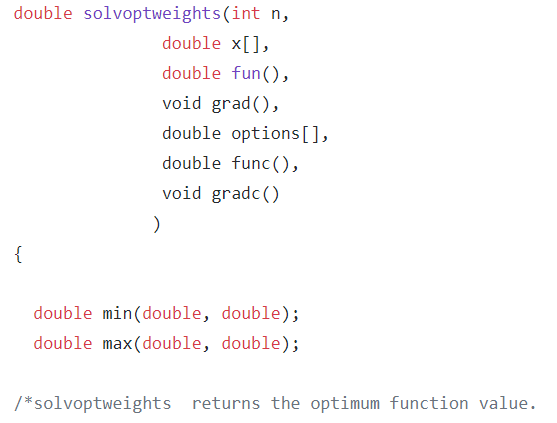 double solvoptweights(int n,
double x[],
double fun(),
void grad(),
double options[],
double func(),
void gradc()
)
{
double min(double, double);
double max(double, double);
/*solvoptweights  returns the optimum function value.